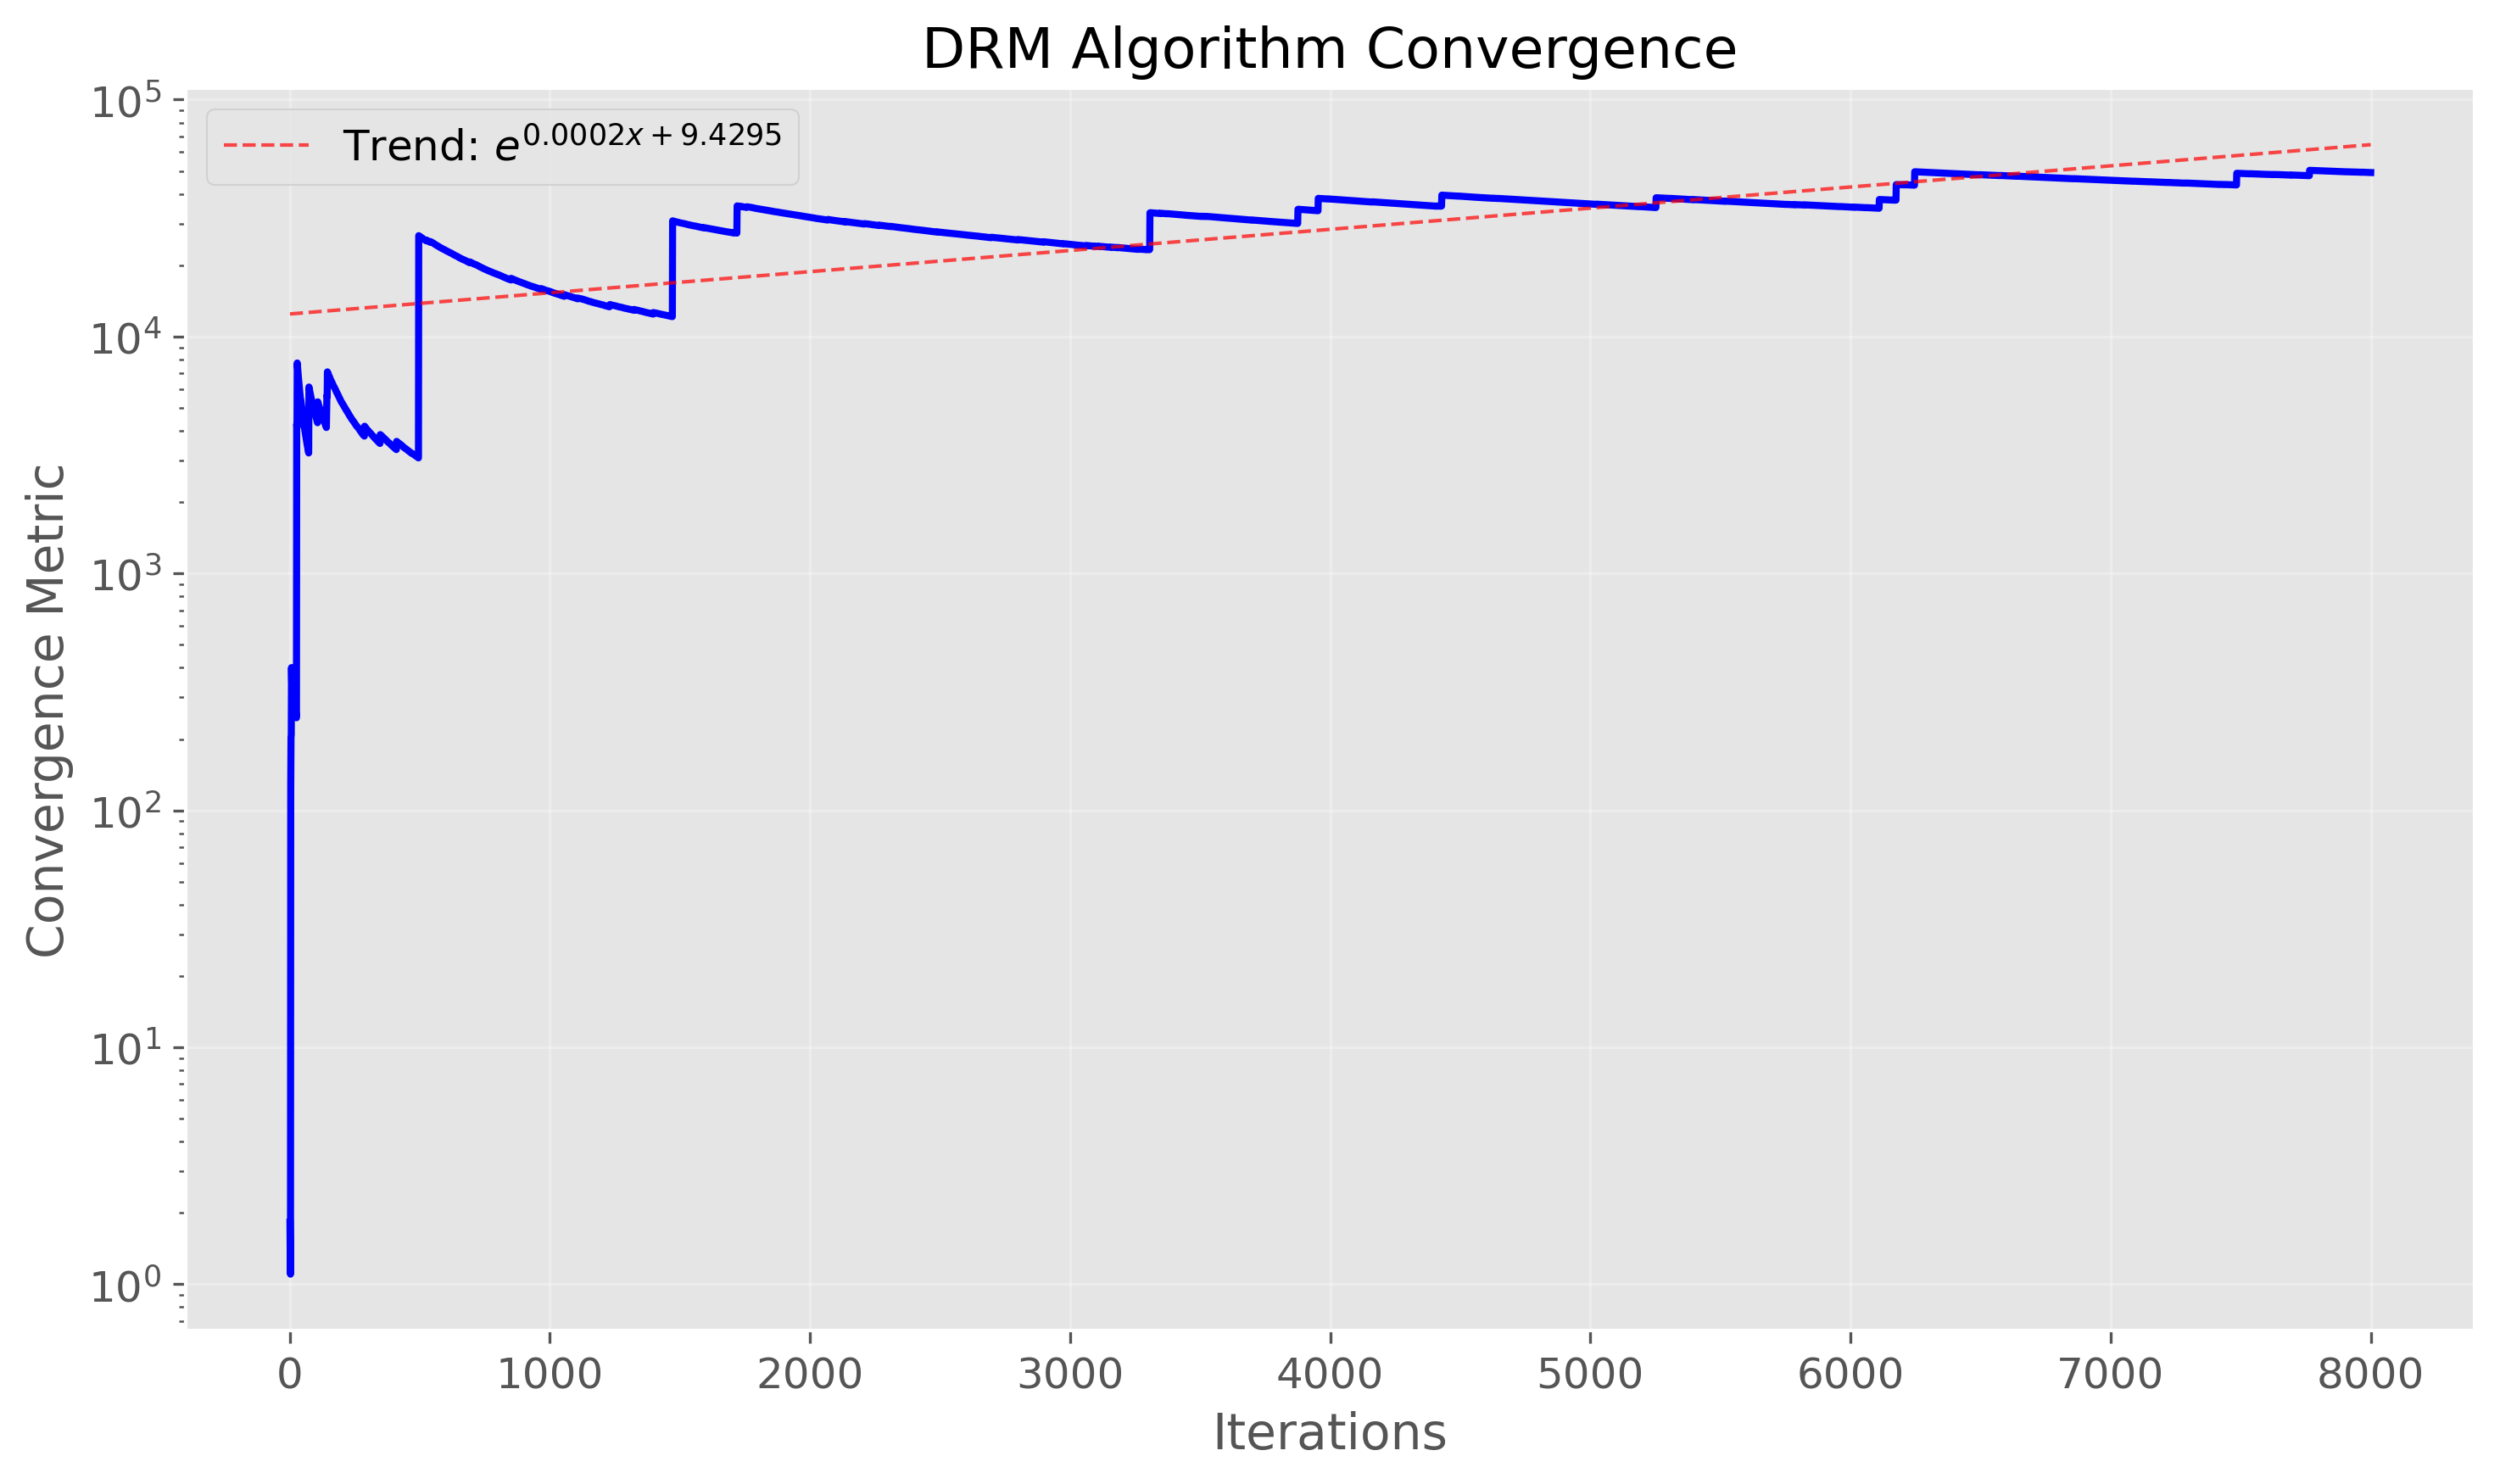 DRM Algorithm Convergence
Trend: e^{0.0002x + 9.4295}
Convergence Metric
10^5
10^4
10^3
10^2
10^1
10^0
0 1000 2000 3000 4000 5000 6000 7000 8000
Iterations